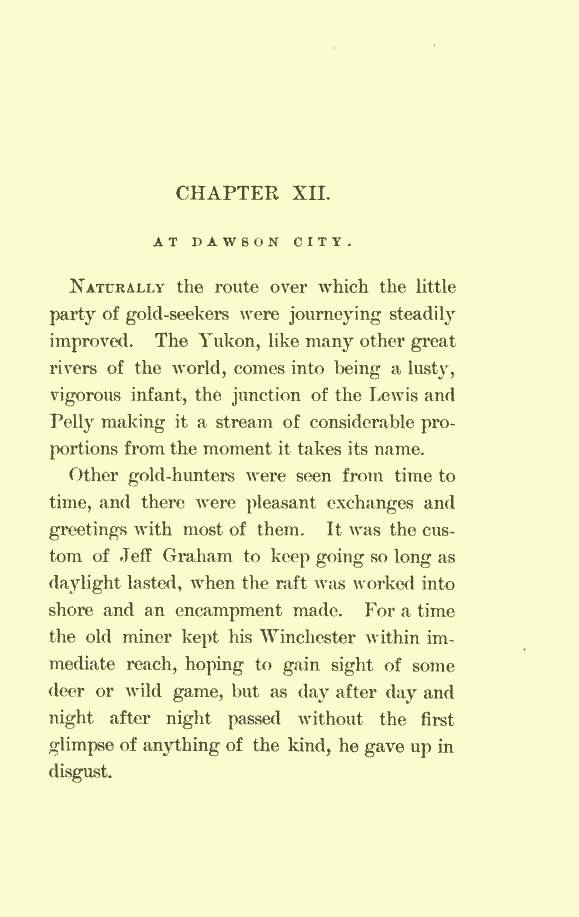 CHAPTER XII.
AT DAWSON CITY.
NATURALLY the route over which the little
party of gold-seekers were journeying steadily
improved. The Yukon, like many other great
rivers of the world, comes into being a lusty,
vigorous infant, the junction of the Lewis and
Pelly making it a stream of considerable pro-
portions from the moment it takes its name.
Other gold-hunters were seen from time to
time, and there were pleasant exchanges and
greetings with most of them. It was the cus-
tom of Jeff Graham to keep going so long as
daylight lasted, when the raft was worked into
shore and an encampment made. For a time
the old miner kept his Winchester within im-
mediate reach, hoping to gain sight of some
deer or wild game, but as day after day and
night after night passed without the first
glimpse of anything of the kind, he gave up in
disgust.